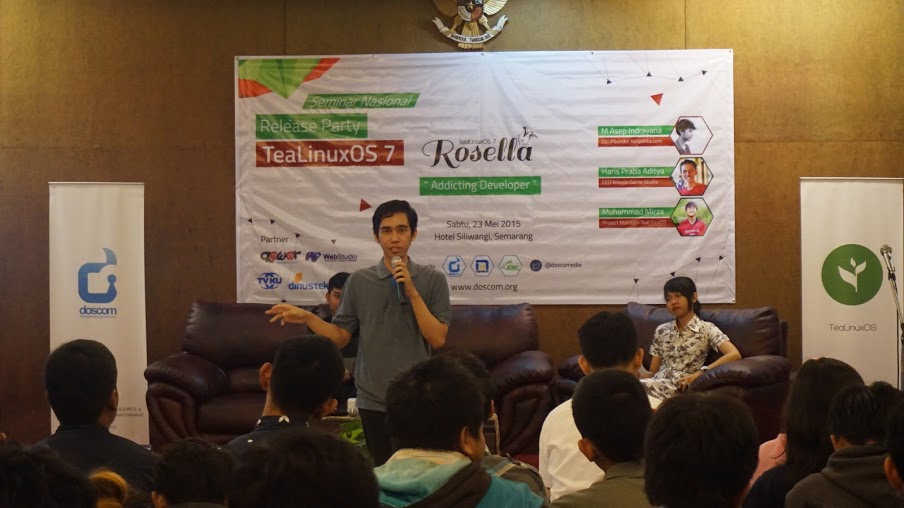 Seminar Nasional
Release Party
TeaLinuxOS 7
TeaLinuxOS 7
Rosella
" Addicting Developer "
Sabtu, 23 Mei 2015
Hotel Siliwangi, Semarang
M.Asep Indrayana
Haris Praba Aditya
Muhammad Mirza
Partner
WebStudio
TVKU
dinustek
@doscomedia
www.doscom.org
doscom
TeaLinuxOS